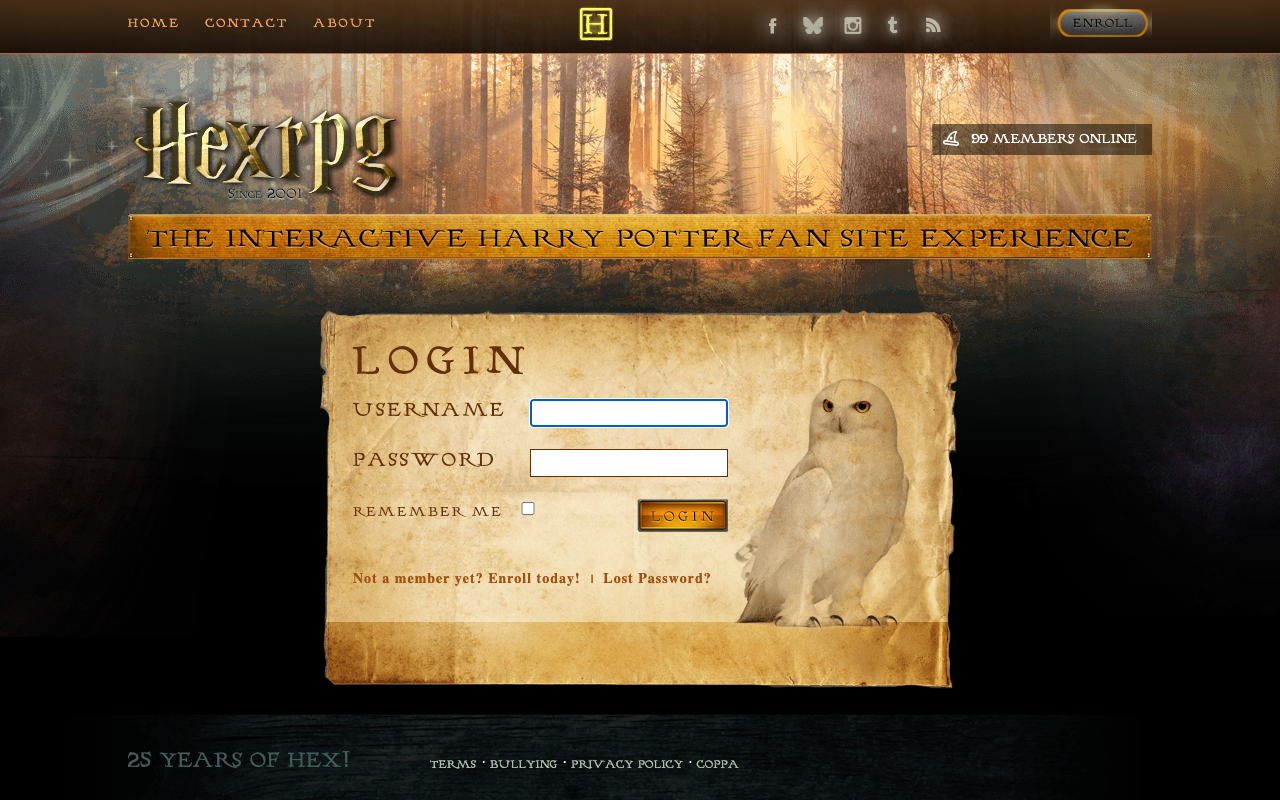 HOME CONTACT ABOUT H ENROLL
Hexrpg
Since 2001
99 MEMBERS ONLINE
THE INTERACTIVE HARRY POTTER FAN SITE EXPERIENCE
LOGIN
USERNAME
PASSWORD
REMEMBER ME LOGIN
Not a member yet? Enroll today! | Lost Password?
25 YEARS OF HEX!
TERMS · BULLYING · PRIVACY POLICY · COPPA